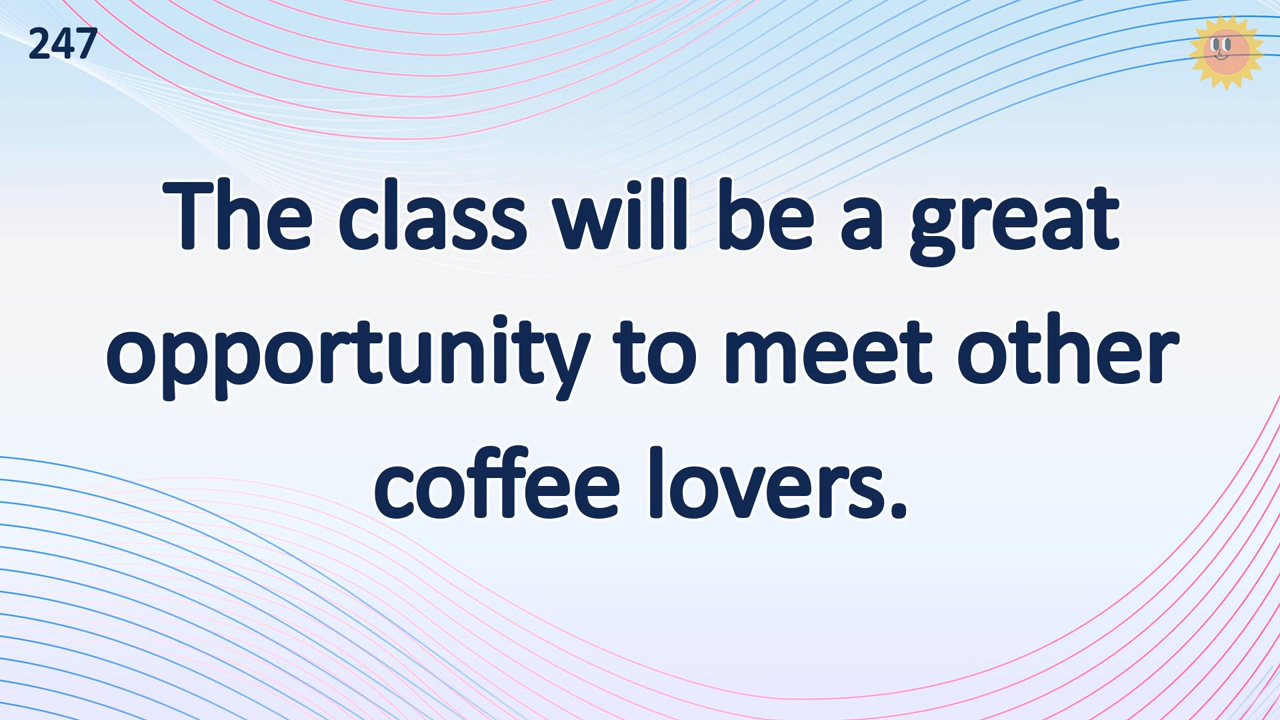 247
The class will be a great
opportunity to meet other
coffee lovers.